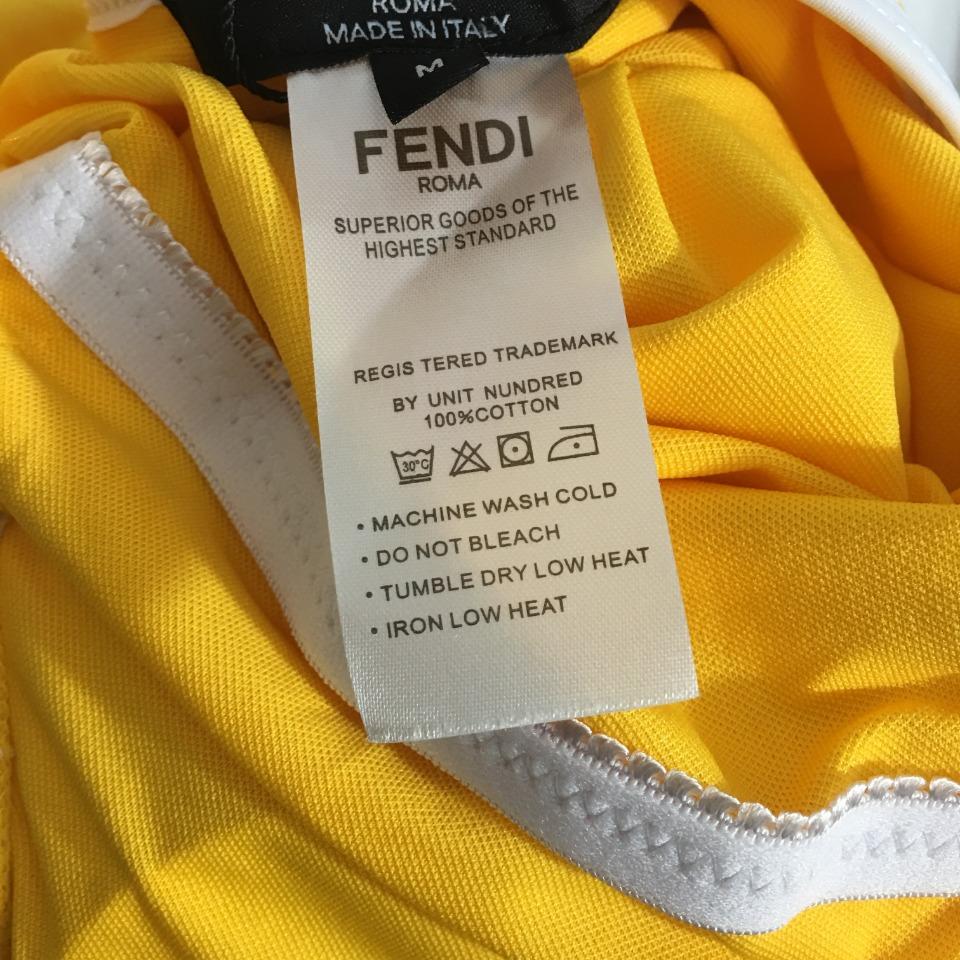 ROMA
MADE IN ITALY
M
FENDI
ROMA
SUPERIOR GOODS OF THE
HIGHEST STANDARD
REGIS TERED TRADEMARK
BY UNIT NUNDRED
100%COTTON
30°C
• MACHINE WASH COLD
• DO NOT BLEACH
• TUMBLE DRY LOW HEAT
• IRON LOW HEAT